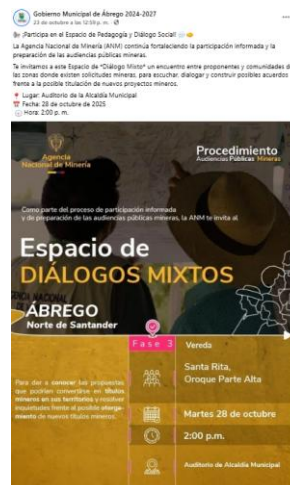 Gobierno Municipal de Ábrego 2024-2027
23 de octubre a las 12:59 p. m.
¡Participa en el Espacio de Pedagogía y Diálogo Social!
La Agencia Nacional de Minería (ANM) continúa fortaleciendo la participación informada y la
preparación de las audiencias públicas mineras.
Te invitamos a este Espacio de "Diálogo Mixto" un encuentro entre proponentes y comunidades d
las zonas donde existen solicitudes mineras, para escuchar, dialogar y construir posibles acuerdos
frente a la posible titulación de nuevos proyectos mineros.
Lugar: Auditorio de la Alcaldía Municipal
Fecha: 28 de octubre de 2025
Hora: 2:00 p. m.
Agencia
Nacional de Minería
Procedimiento
Audiencias Públicas Mineras
Como parte del proceso de participación informada
y de preparación de las audiencias públicas mineras, la ANM te invita al
Espacio de
DIÁLOGOS MIXTOS
ÁBREGO
Norte de Santander
Fase 3
Vereda
Para dar a conocer las propuestas
que podrían convertirse en títulos
mineros en sus territorios y resolver
inquietudes frente al posible otorga-
miento de nuevos títulos mineros.
Santa Rita,
Oroque Parte Alta
Martes 28 de octubre
2:00 p.m.
Auditorio de Alcaldía Municipal